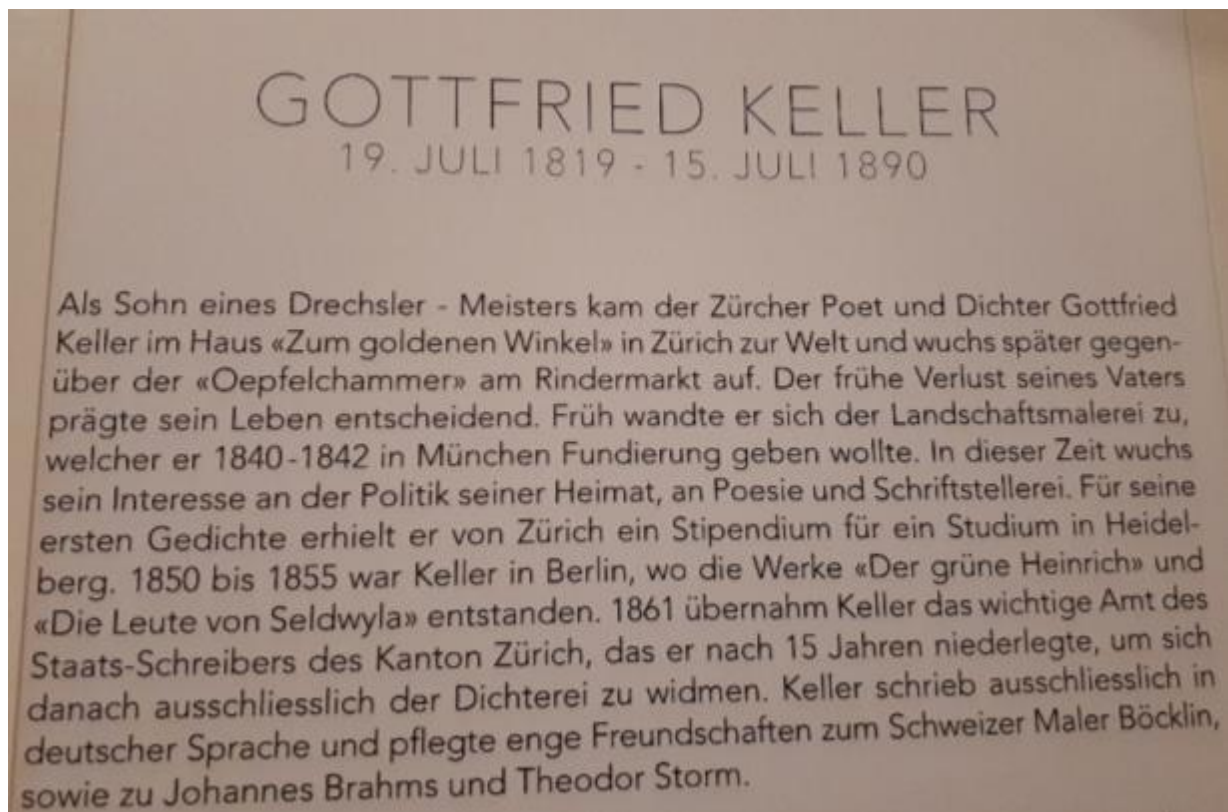 GOTTFRIED KELLER
19. JULI 1819 - 15. JULI 1890
Als Sohn eines Drechsler - Meisters kam der Zürcher Poet und Dichter Gottfried
Keller im Haus «Zum goldenen Winkel» in Zürich zur Welt und wuchs später gegen-
über der «Oepfelchammer» am Rindermarkt auf. Der frühe Verlust seines Vaters
prägte sein Leben entscheidend. Früh wandte er sich der Landschaftsmalerei zu,
welcher er 1840-1842 in München Fundierung geben wollte. In dieser Zeit wuchs
sein Interesse an der Politik seiner Heimat, an Poesie und Schriftstellerei. Für seine
ersten Gedichte erhielt er von Zürich ein Stipendium für ein Studium in Heidel-
berg. 1850 bis 1855 war Keller in Berlin, wo die Werke «Der grüne Heinrich» und
«Die Leute von Seldwyla» entstanden. 1861 übernahm Keller das wichtige Amt des
Staats-Schreibers des Kanton Zürich, das er nach 15 Jahren niederlegte, um sich
danach ausschliesslich der Dichterei zu widmen. Keller schrieb ausschliesslich in
deutscher Sprache und pflegte enge Freundschaften zum Schweizer Maler Böcklin,
sowie zu Johannes Brahms und Theodor Storm.